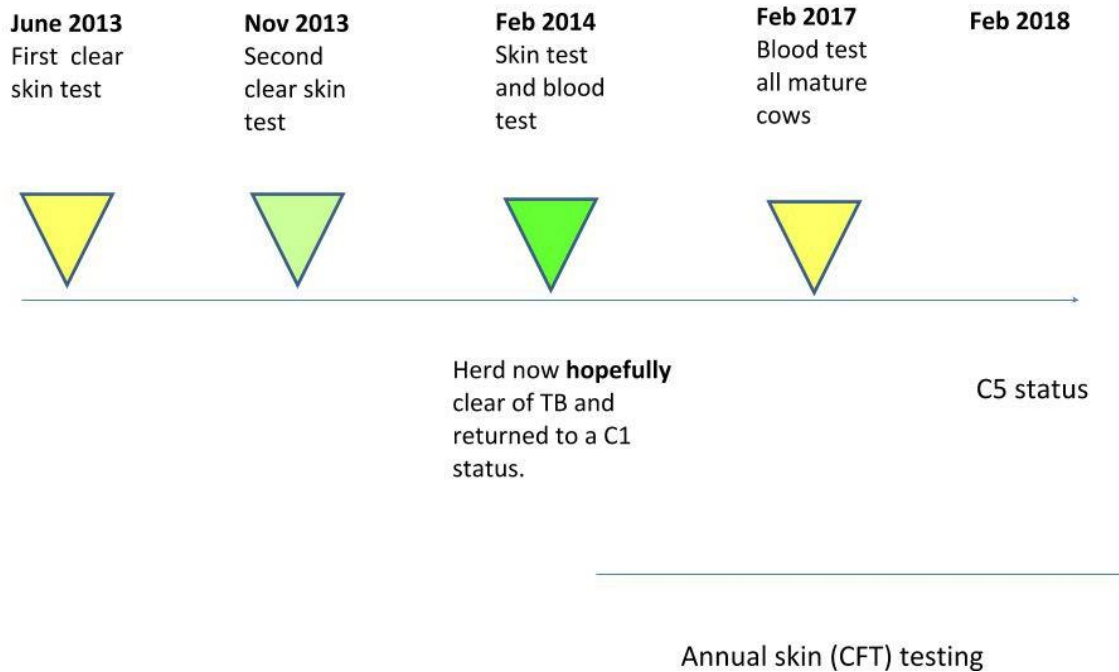 June 2013
First clear
skin test
Nov 2013
Second
clear skin
test
Feb 2014
Skin test
and blood
test
Feb 2017
Blood test
all mature
cows
Feb 2018
Herd now hopefully
clear of TB and
returned to a C1
status.
C5 status
Annual skin (CFT) testing